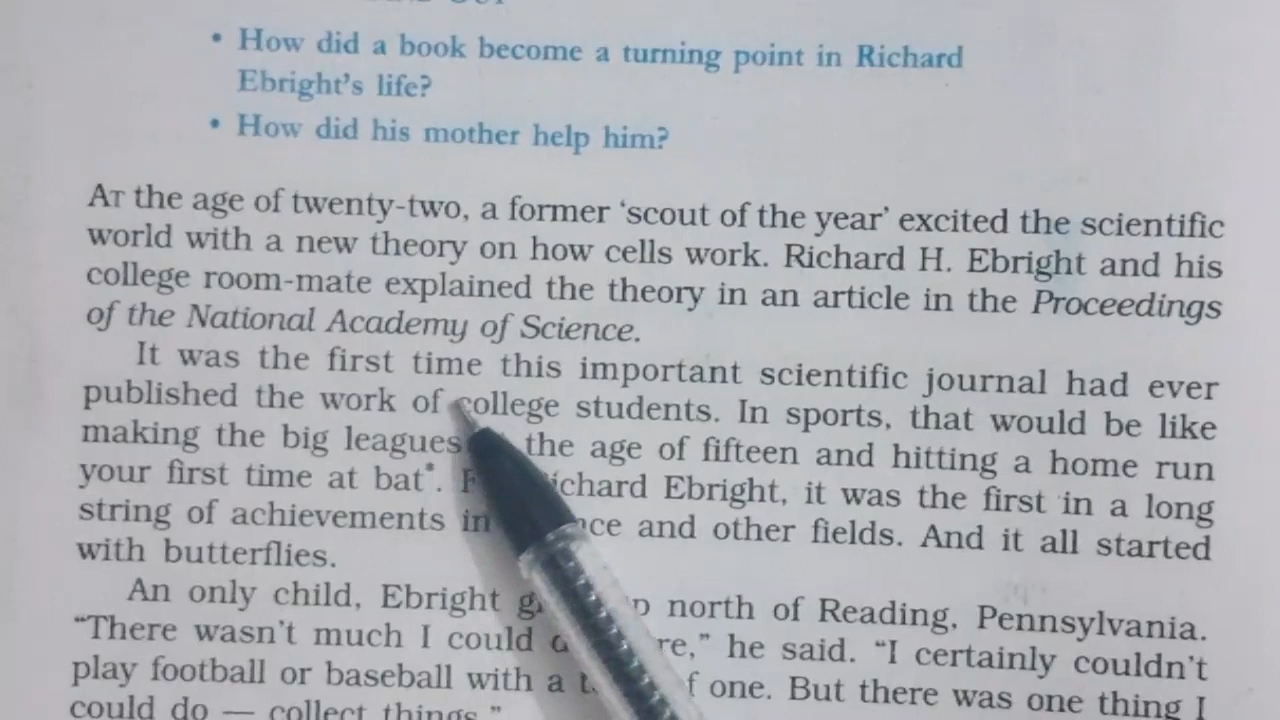 • How did a book become a turning point in Richard
Ebright's life?
• How did his mother help him?
AT the age of twenty-two, a former 'scout of the year' excited the scientific
world with a new theory on how cells work. Richard H. Ebright and his
college room-mate explained the theory in an article in the Proceedings
of the National Academy of Science.
It was the first time this important scientific journal had ever
published the work of college students. In sports, that would be like
making the big leagues the age of fifteen and hitting a home run
your first time at bat*. Richard Ebright, it was the first in a long
string of achievements in and other fields. And it all started
with butterflies.
An only child, Ebright north of Reading, Pennsylvania.
"There wasn't much I could he said. "I certainly couldn't
play football or baseball with a of one. But there was one thing I
could do — collect things."